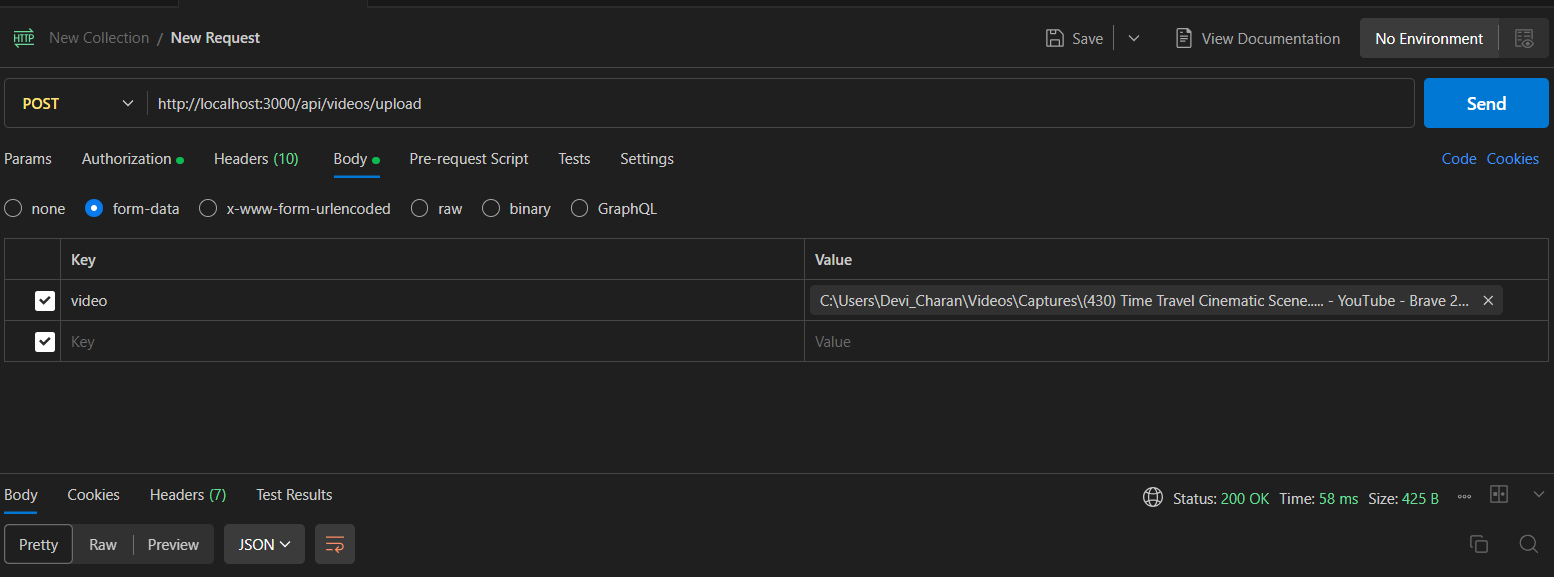 HTTP New Collection / New Request Save View Documentation No Environment
POST http://localhost:3000/api/videos/upload Send
Params Authorization Headers (10) Body Pre-request Script Tests Settings Code Cookies
none form-data x-www-form-urlencoded raw binary GraphQL
Key Value
video C:\Users\Devi_Charan\Videos\Captures\(430) Time Travel Cinematic Scene..... - YouTube - Brave 2...
Key Value
Body Cookies Headers (7) Test Results Status: 200 OK Time: 58 ms Size: 425 B
Pretty Raw Preview JSON